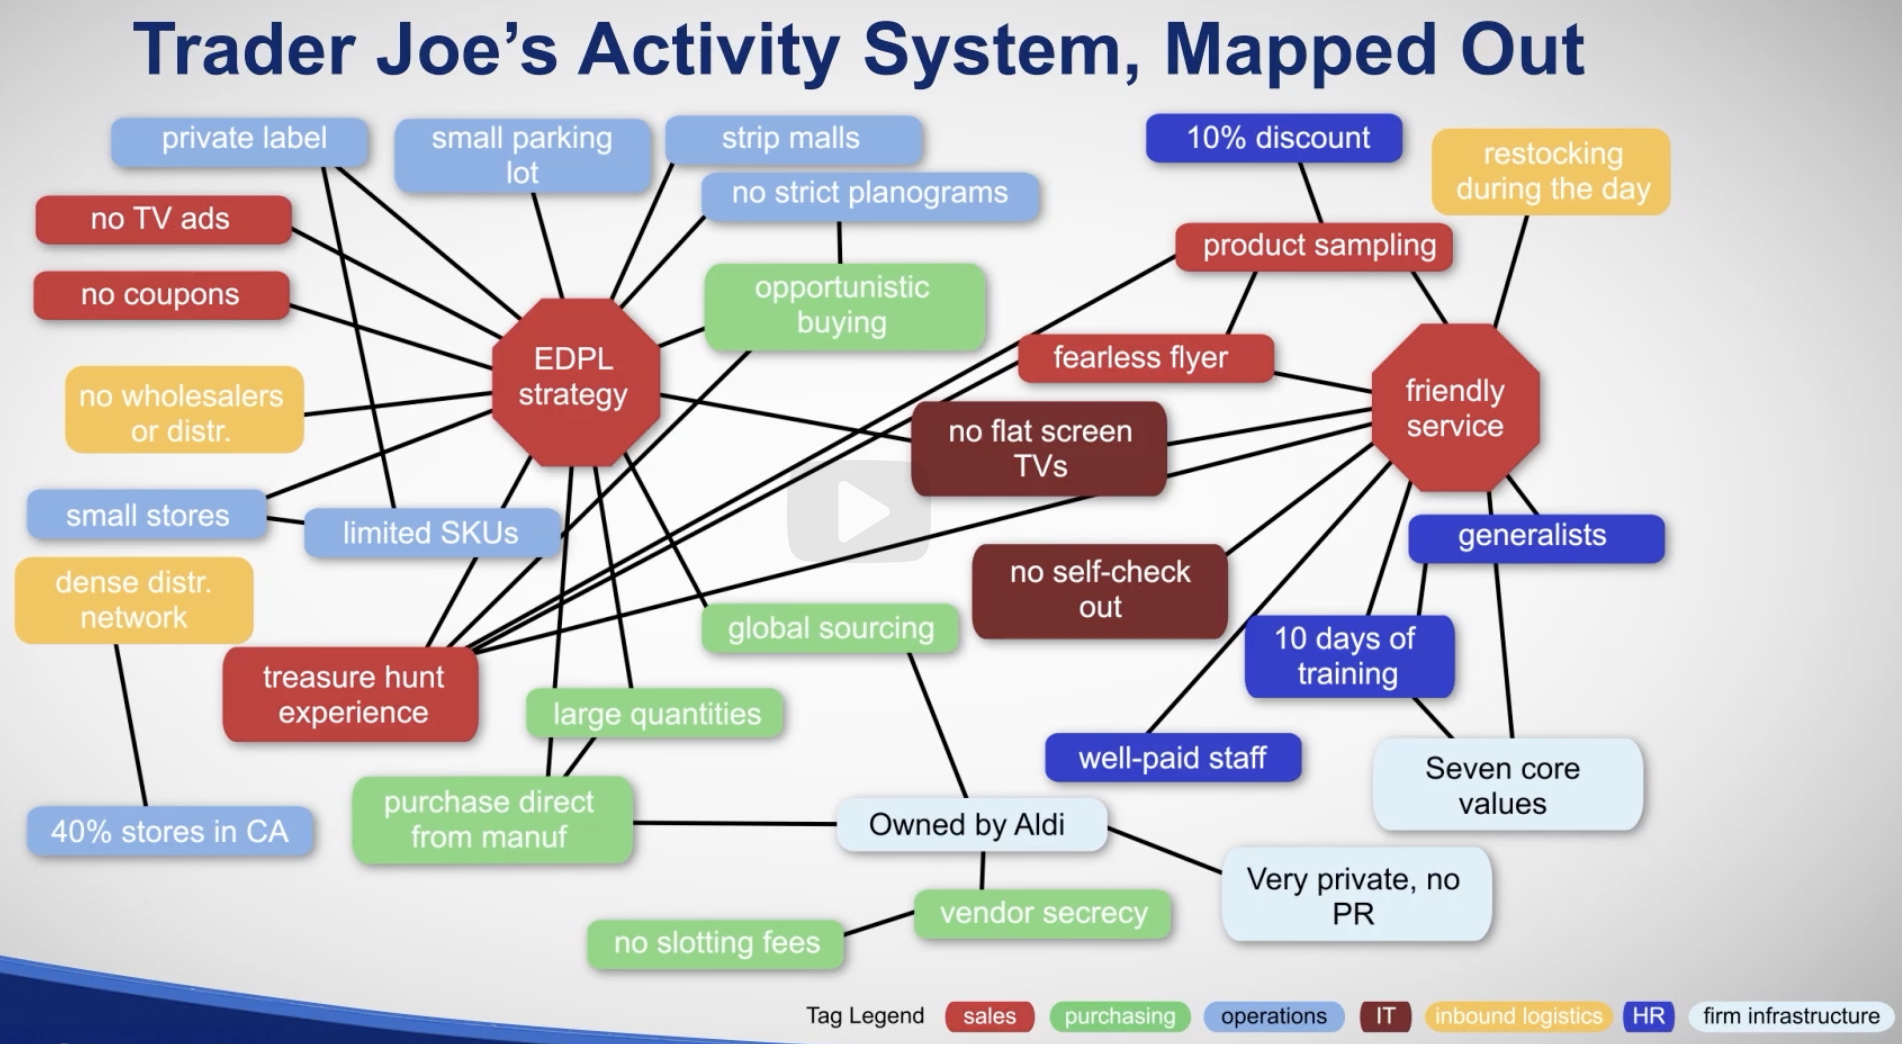 Trader Joe's Activity System, Mapped Out
private label
small parking
lot
strip malls
no strict planograms
10% discount
restocking
during the day
no TV ads
product sampling
no coupons
opportunistic
buying
EDPL
strategy
fearless flyer
friendly
service
no wholesalers
or distr.
no flat screen
TVs
small stores
limited SKUs
generalists
dense distr.
network
no self-check
out
global sourcing
10 days of
training
treasure hunt
experience
large quantities
well-paid staff
Seven core
values
purchase direct
from manuf
Owned by Aldi
40% stores in CA
Very private, no
PR
vendor secrecy
no slotting fees
Tag Legend
sales
purchasing
operations
IT
inbound logistics
HR
firm infrastructure